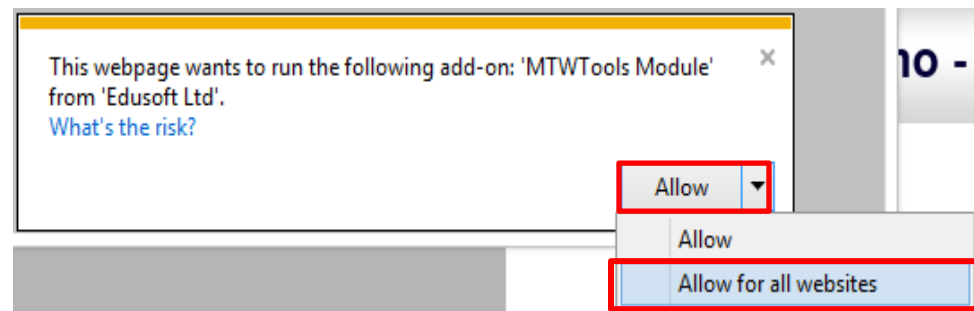 This webpage wants to run the following add-on: 'MTWTools Module'
from 'Edusoft Ltd'.
What's the risk?
Allow
Allow
Allow for all websites